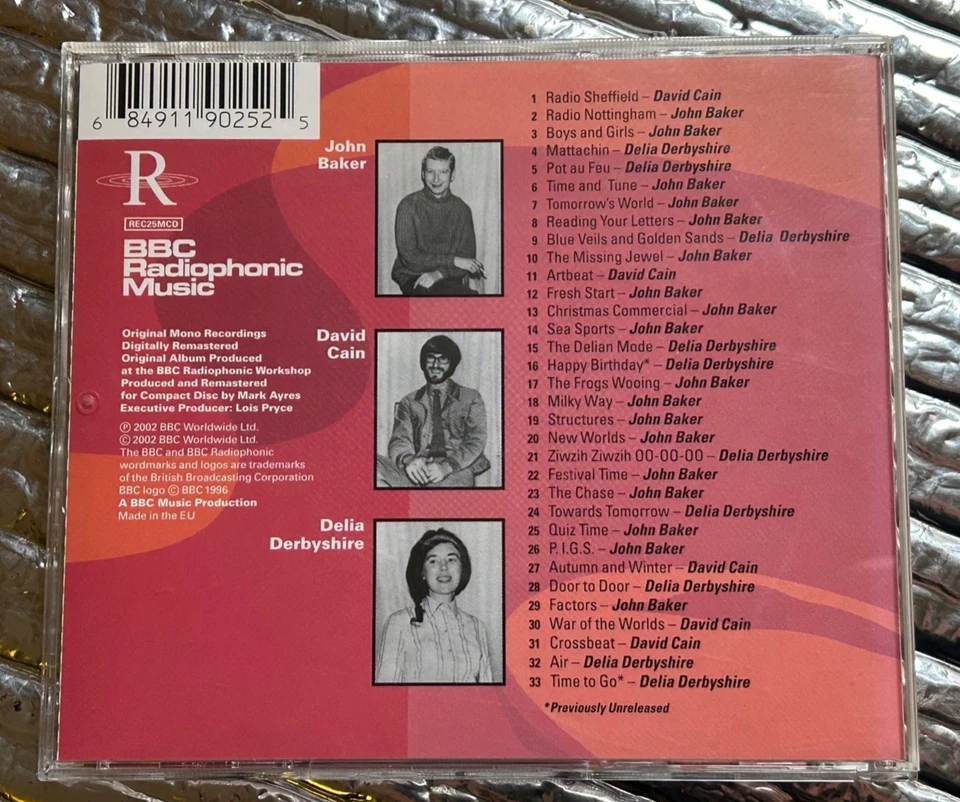 6 84911 90252 5
R
REC25MCD
BBC
Radiophonic
Music
Original Mono Recordings
Digitally Remastered
Original Album Produced
at the BBC Radiophonic Workshop
Produced and Remastered
for Compact Disc by Mark Ayres
Executive Producer: Lois Pryce
℗ 2002 BBC Worldwide Ltd.
© 2002 BBC Worldwide Ltd.
The BBC and BBC Radiophonic
wordmarks and logos are trademarks
of the British Broadcasting Corporation
BBC logo © BBC 1996
A BBC Music Production
Made in the EU
John
Baker
David
Cain
Delia
Derbyshire
1 Radio Sheffield – David Cain
2 Radio Nottingham – John Baker
3 Boys and Girls – John Baker
4 Mattachin – Delia Derbyshire
5 Pot au Feu – Delia Derbyshire
6 Time and Tune – John Baker
7 Tomorrow's World – John Baker
8 Reading Your Letters – John Baker
9 Blue Veils and Golden Sands – Delia Derbyshire
10 The Missing Jewel – John Baker
11 Artbeat – David Cain
12 Fresh Start – John Baker
13 Christmas Commercial – John Baker
14 Sea Sports – John Baker
15 The Delian Mode – Delia Derbyshire
16 Happy Birthday* – Delia Derbyshire
17 The Frogs Wooing – John Baker
18 Milky Way – John Baker
19 Structures – John Baker
20 New Worlds – John Baker
21 Ziwzih Ziwzih OO-OO-OO – Delia Derbyshire
22 Festival Time – John Baker
23 The Chase – John Baker
24 Towards Tomorrow – Delia Derbyshire
25 Quiz Time – John Baker
26 P.I.G.S. – John Baker
27 Autumn and Winter – David Cain
28 Door to Door – Delia Derbyshire
29 Factors – John Baker
30 War of the Worlds – David Cain
31 Crossbeat – David Cain
32 Air – Delia Derbyshire
33 Time to Go* – Delia Derbyshire
*Previously Unreleased